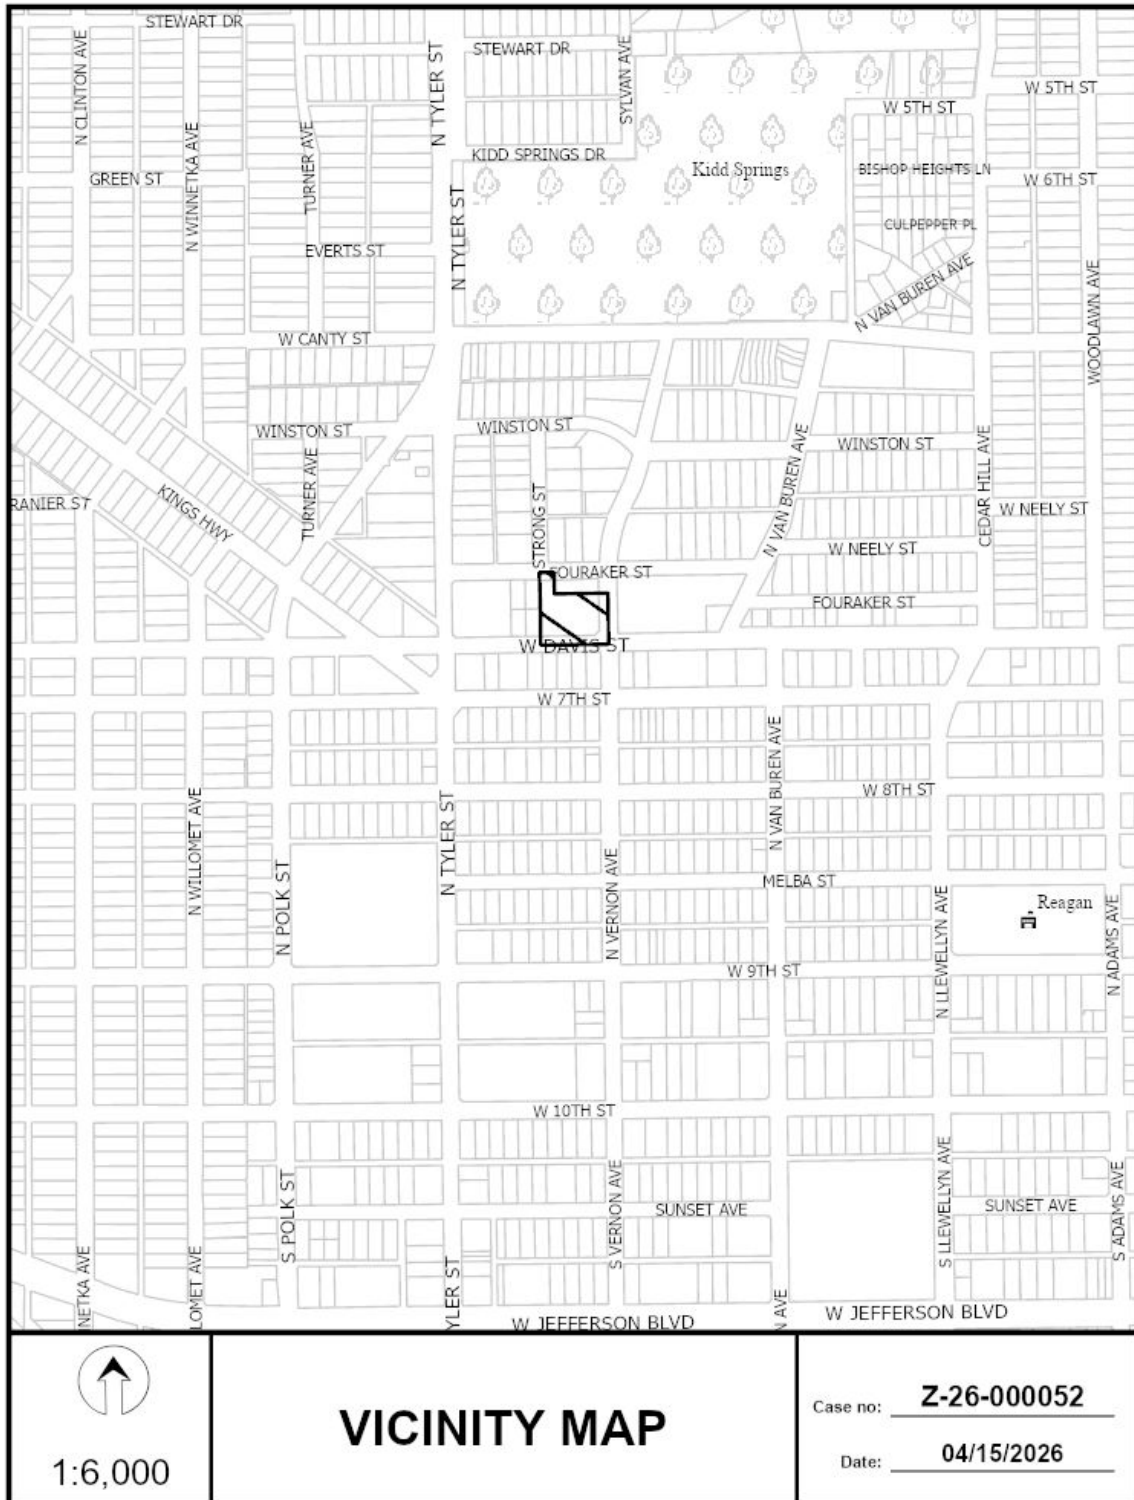 STEWART DR
N CLINTON AVE
N WINNETKA AVE
TURNER AVE
N TYLER ST
STEWART DR
SYLVAN AVE
W 5TH ST
W 5TH ST
KIDD SPRINGS DR
Kidd Springs
BISHOP HEIGHTS LN
GREEN ST
W 6TH ST
N TYLER ST
CULPEPPER PL
EVERTS ST
N VAN BUREN AVE
WOODLAWN AVE
W CANTY ST
WINSTON ST
WINSTON ST
WINSTON ST
N VAN BUREN AVE
CEDAR HILL AVE
TURNER AVE
RANIER ST
KINGS HWY
STRONG ST
W NEELY ST
W NEELY ST
FOURAKER ST
FOURAKER ST
W DAVIS ST
W 7TH ST
N VAN BUREN AVE
W 8TH ST
N WILLOMET AVE
N TYLER ST
N POLK ST
N VERNON AVE
MELBA ST
N LLEWELLYN AVE
Reagan
N ADAMS AVE
W 9TH ST
W 10TH ST
S POLK ST
S VERNON AVE
SUNSET AVE
S LLEWELLYN AVE
SUNSET AVE
S ADAMS AVE
NETKA AVE
LOMET AVE
YLER ST
W JEFFERSON BLVD
N AVE
W JEFFERSON BLVD
1:6,000
VICINITY MAP
Case no: Z-26-000052
Date: 04/15/2026